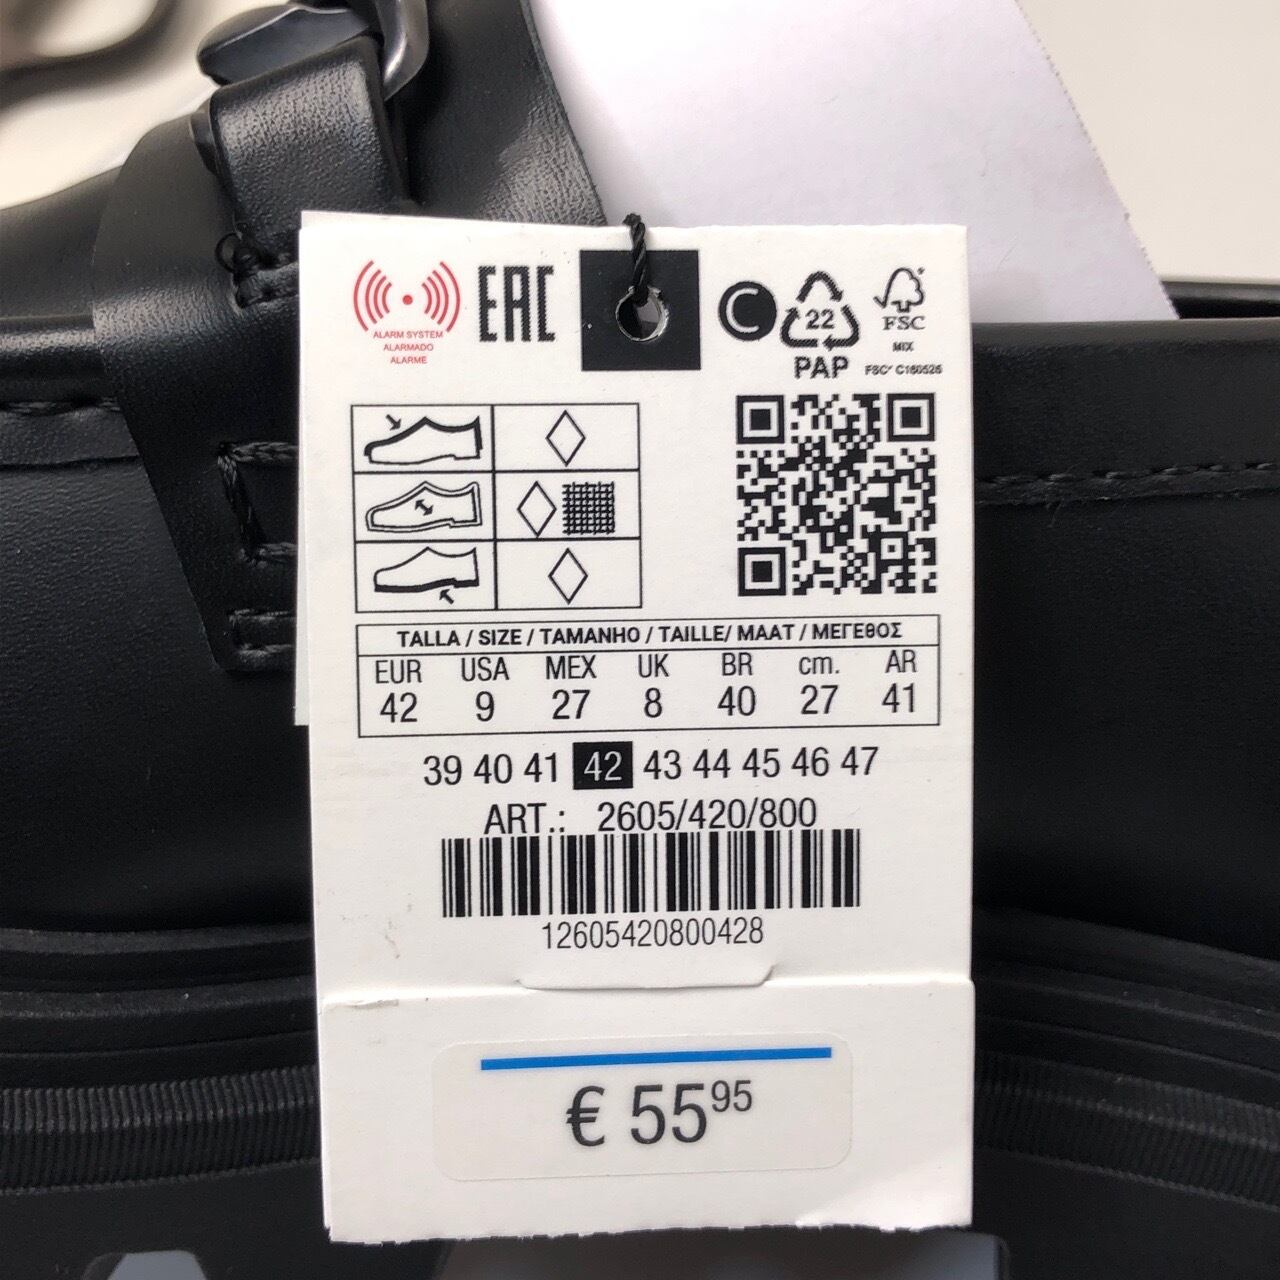 ALARM SYSTEM
ALARMADO
ALARME
EAC
C
22
PAP
FSC
MIX
FSC® C160526
TALLA / SIZE / TAMANHO / TAILLE/ MAAT / ΜΕΓΕΘΟΣ
EUR USA MEX UK BR cm. AR
42 9 27 8 40 27 41
39 40 41 42 43 44 45 46 47
ART.: 2605/420/800
12605420800428
€ 55 95